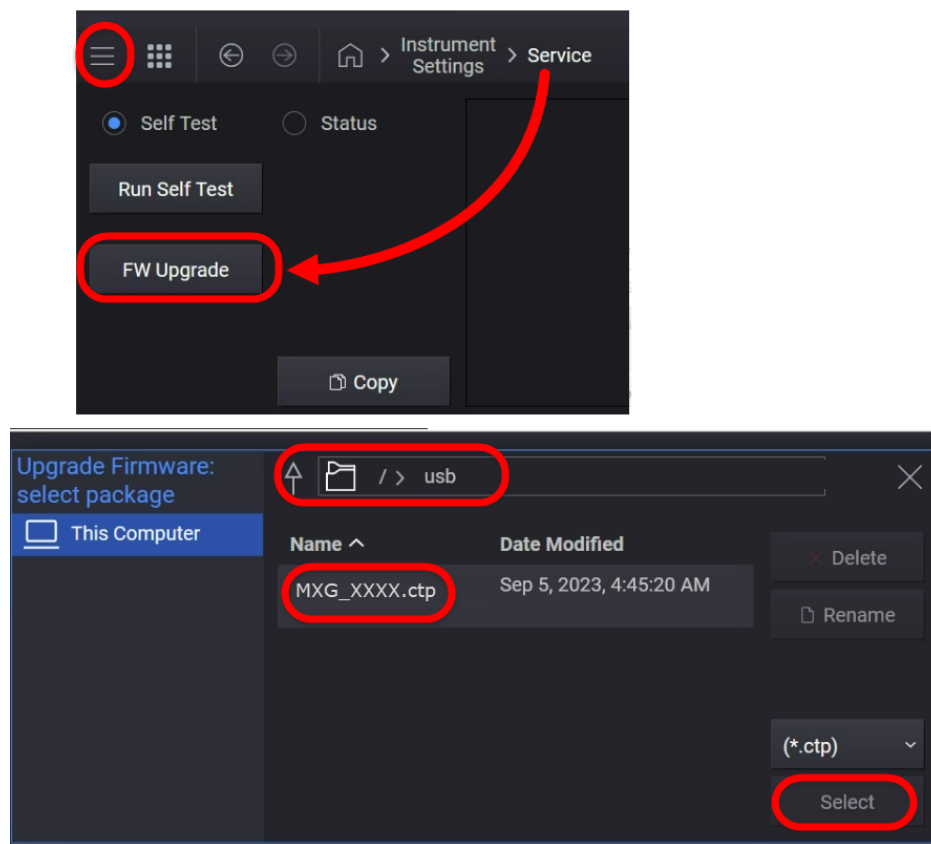 Instrument
Settings
> Service
Self Test
Status
Run Self Test
FW Upgrade
Copy
Upgrade Firmware:
select package
/ > usb
This Computer
Name
Date Modified
Delete
MXG_XXXX.ctp
Sep 5, 2023, 4:45:20 AM
Rename
(*.ctp)
Select